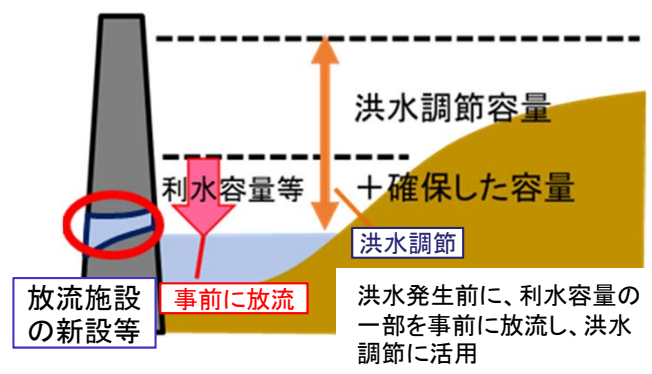 洪水調節容量
利水容量等
＋確保した容量
洪水調節
放流施設
の新設等
事前に放流
洪水発生前に、利水容量の
一部を事前に放流し、洪水
調節に活用